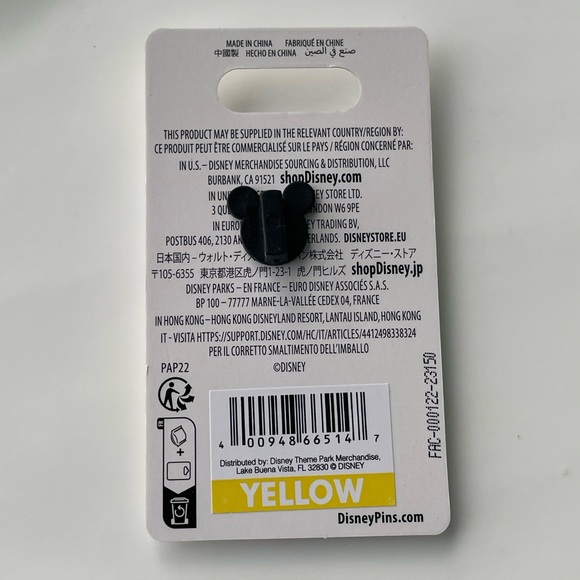 MADE IN CHINA FABRIQUÉ EN CHINE
中國製 HECHO EN CHINA صنع في الصين
THIS PRODUCT MAY BE SUPPLIED IN THE RELEVANT COUNTRY/REGION BY:
CE PRODUIT PEUT ÊTRE COMMERCIALISÉ SUR LE PAYS / RÉGION CONCERNÉ PAR:
IN U.S. – DISNEY MERCHANDISE SOURCING & DISTRIBUTION, LLC
BURBANK, CA 91521 shopDisney.com
IN STORE LTD.
3 W6 9PE
IN TRADING BV,
POSTBUS 406, 2130 DISNEYSTORE.EU
日本国内 – ウォルト・ディ 株式会社 ディズニー・ストア
〒105-6355 東京都港区虎ノ門1-23-1 虎ノ門ヒルズ shopDisney.jp
DISNEY PARKS – EN FRANCE – EURO DISNEY ASSOCIÉS S.A.S.
BP 100 – 77777 MARNE-LA-VALLÉE CEDEX 04, FRANCE
IN HONG KONG – HONG KONG DISNEYLAND RESORT, LANTAU ISLAND, HONG KONG
IT - VISITA HTTPS://SUPPORT.DISNEY.COM/HC/IT/ARTICLES/4412498338324
PER IL CORRETTO SMALTIMENTO DELL'IMBALLO
PAP22 ©DISNEY
4 00948 66514 7
Distributed by: Disney Theme Park Merchandise,
Lake Buena Vista, FL 32830 © DISNEY
YELLOW
DisneyPins.com
FAC-000122-23150